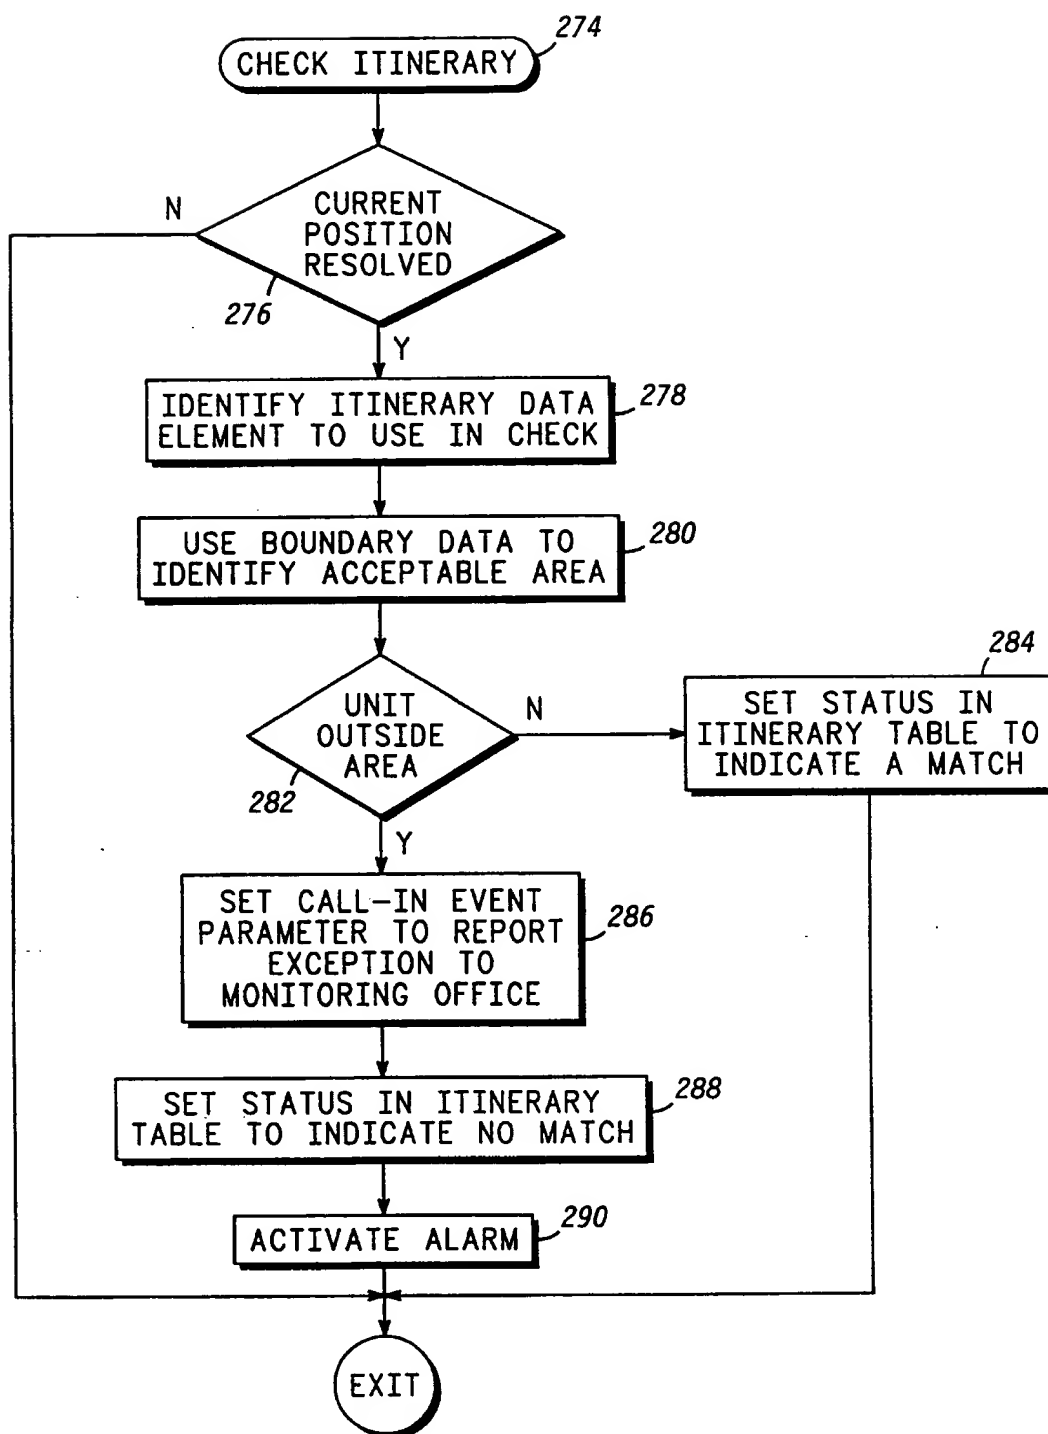 274
CHECK ITINERARY
N
CURRENT
POSITION
RESOLVED
276
Y
278
IDENTIFY ITINERARY DATA
ELEMENT TO USE IN CHECK
280
USE BOUNDARY DATA TO
IDENTIFY ACCEPTABLE AREA
UNIT
OUTSIDE
AREA
282
N
284
SET STATUS IN
ITINERARY TABLE TO
INDICATE A MATCH
Y
SET CALL-IN EVENT
PARAMETER TO REPORT
EXCEPTION TO
MONITORING OFFICE
286
SET STATUS IN ITINERARY
TABLE TO INDICATE NO MATCH
288
ACTIVATE ALARM
290
EXIT